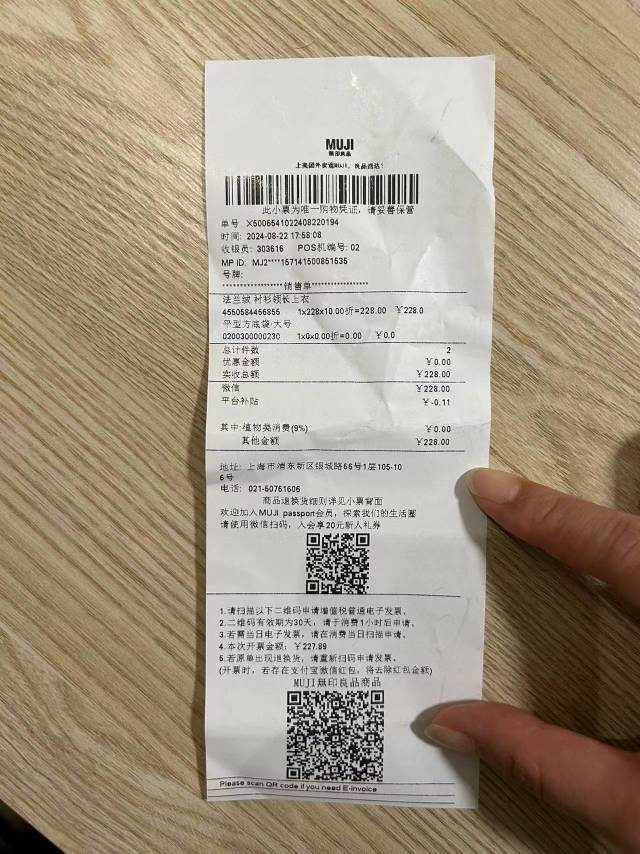 MUJI
無印良品
上美团外卖逛MUJI，良品速达！
此小票为唯一购物凭证，请妥善保管
单号: X5006541022408220194
时间: 2024-08-22 17:58:08
收银员: 303616 POS机编号: 02
MP ID: MJ2****157141500851535
号牌:
******************销售单*****************
法兰绒 衬衫领长上衣
4550584456855 1x228x10.00折=228.00 ￥228.0
平型方底袋·大号
0200300000230 1x0x0.00折=0.00 ￥0.0
总计件数 2
优惠金额 ￥0.00
实收总额 ￥228.00
微信 ￥228.00
平台补贴 ￥-0.11
其中:植物类消费(9%) ￥0.00
其他金额 ￥228.00
地址: 上海市浦东新区银城路66号1层105-10
6号
电话: 021-50761606
商品退换货细则详见小票背面
欢迎加入MUJI passport会员，探索我们的生活圈
请使用微信扫码，入会享20元新人礼券
1.请扫描以下二维码申请增值税普通电子发票。
2.二维码有效期为30天，请于消费1小时后申请。
3.若需当日电子发票，请在消费当日扫描申请。
4.本次开票金额：￥227.89
5.若原单出现退换货，请重新扫码申请发票。
(开票时，若存在支付宝微信红包，将去除红包金额)
MUJI無印良品商品
Please scan QR code if you need E-invoice